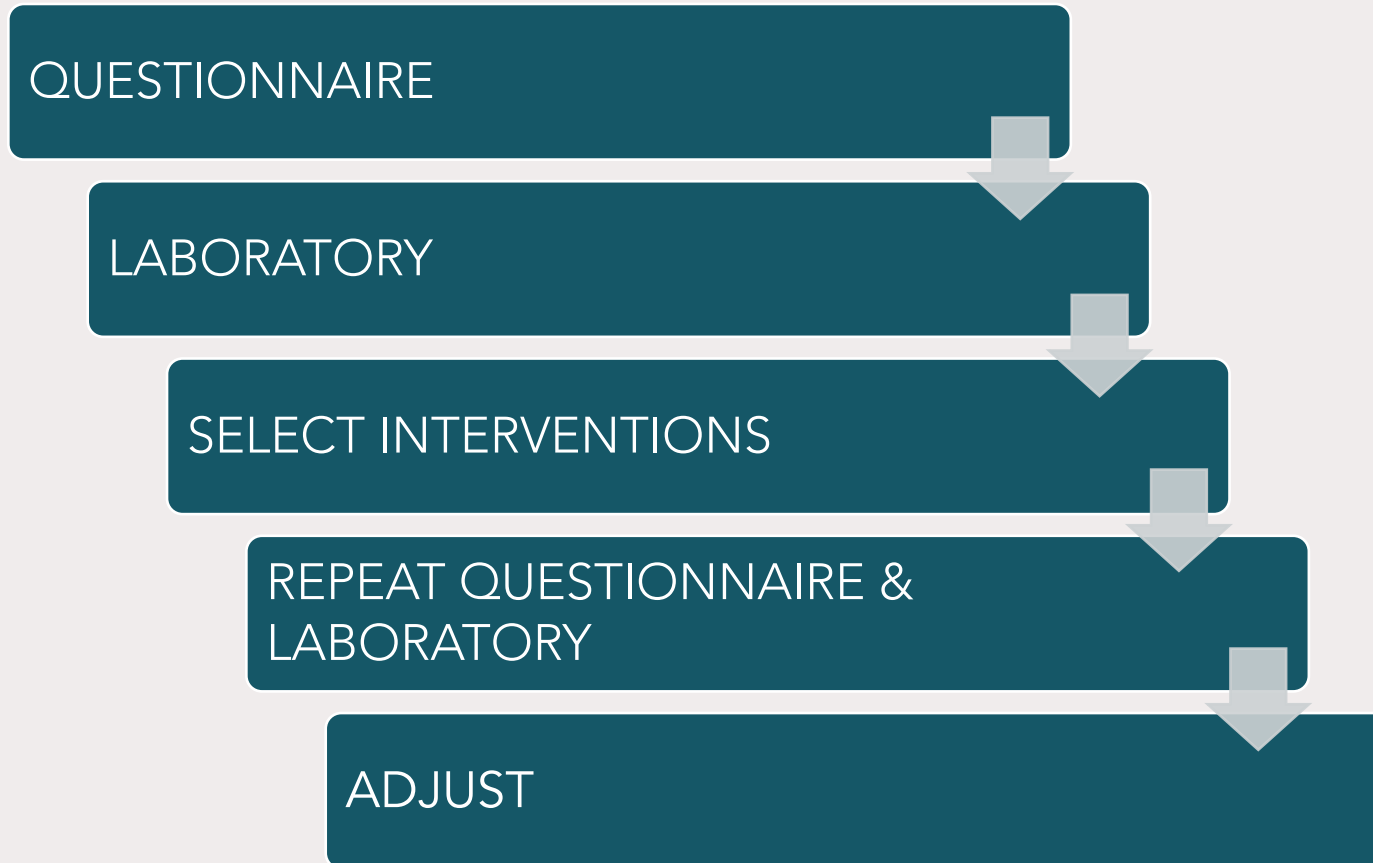 QUESTIONNAIRE
LABORATORY
SELECT INTERVENTIONS
REPEAT QUESTIONNAIRE &
LABORATORY
ADJUST